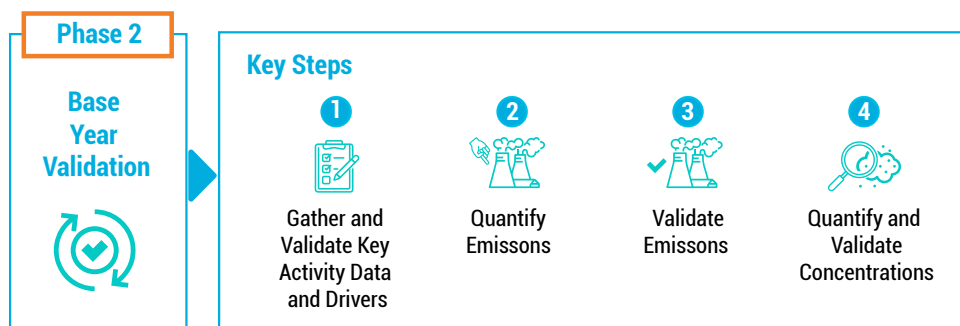 Phase 2
Base
Year
Validation
Key Steps
1
Gather and
Validate Key
Activity Data
and Drivers
2
Quantify
Emissons
3
Validate
Emissons
4
Quantify and
Validate
Concentrations